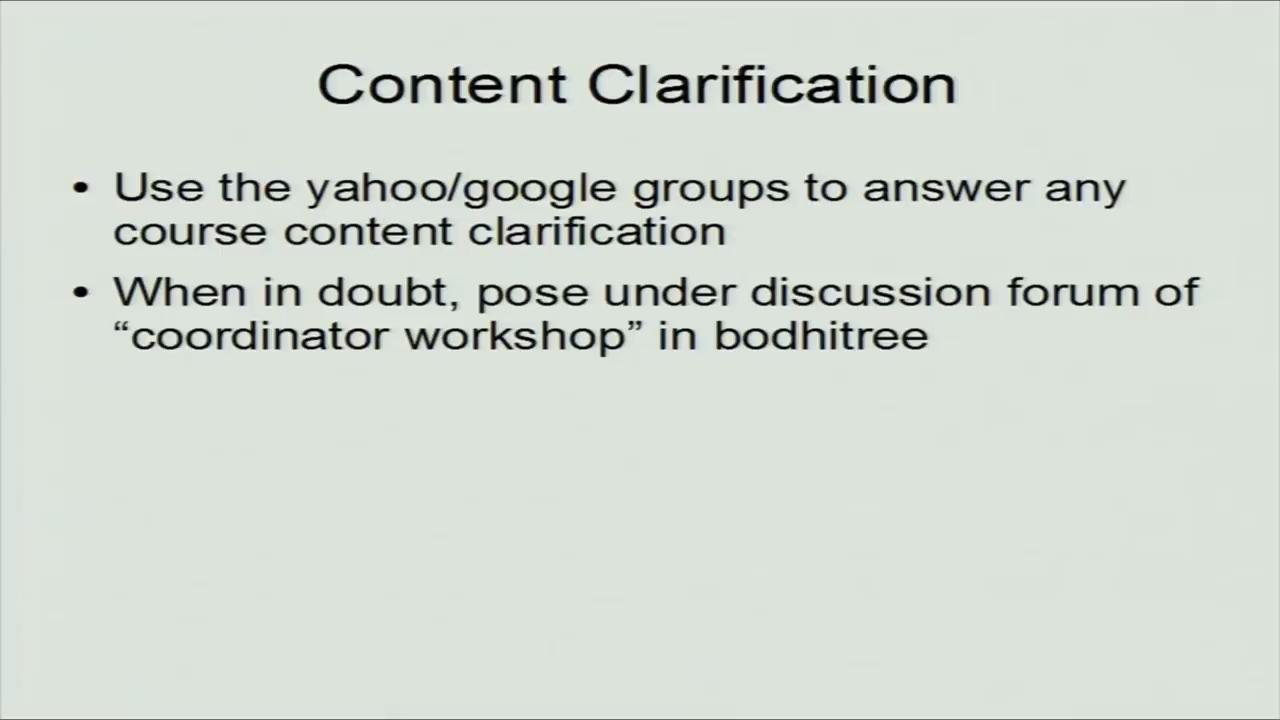 Content Clarification
• Use the yahoo/google groups to answer any
course content clarification
• When in doubt, pose under discussion forum of
“coordinator workshop” in bodhitree